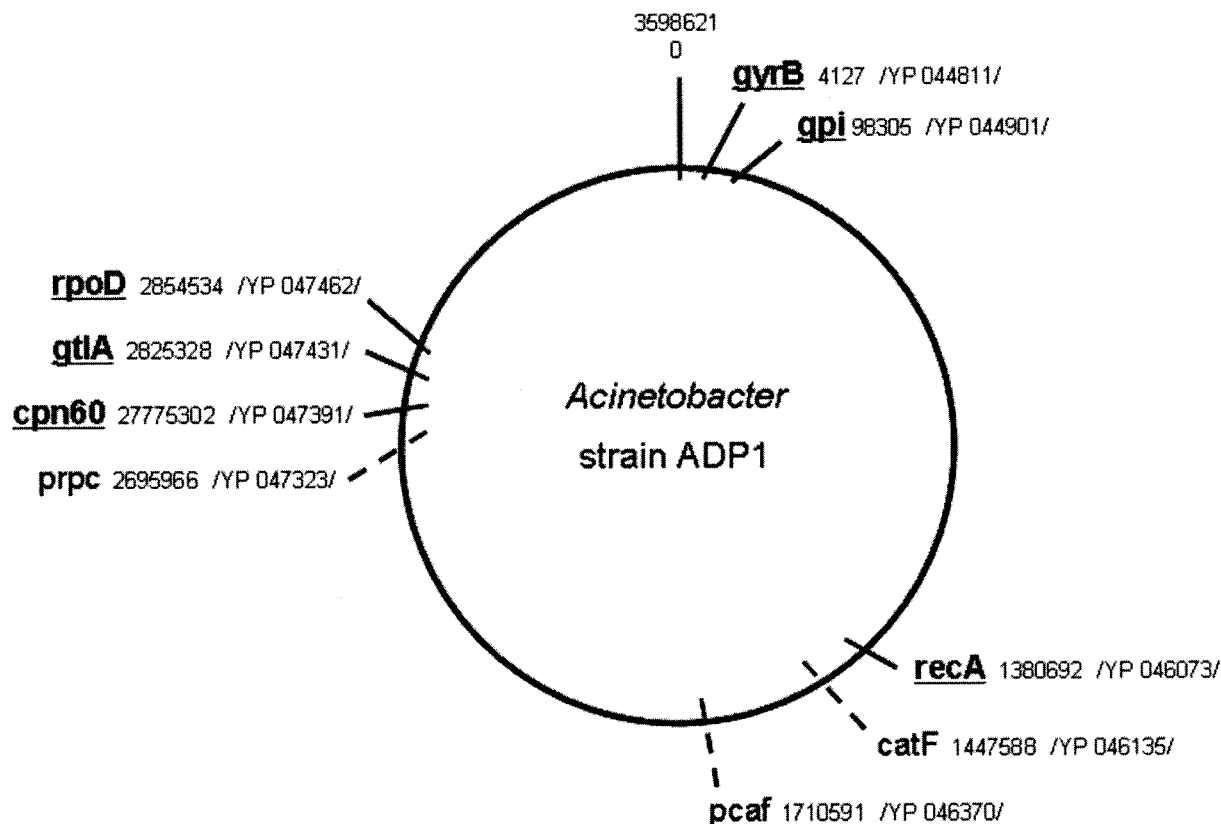 3598621
0
gyrB 4127 /YP 044811/
gpi 98305 /YP 044901/
rpoD 2854534 /YP 047462/
gtlA 2825328 /YP 047431/
cpn60 27775302 /YP 047391/
prpc 2695966 /YP 047323/
Acinetobacter
strain ADP1
recA 1380692 /YP 046073/
catF 1447588 /YP 046135/
pcaf 1710591 /YP 046370/